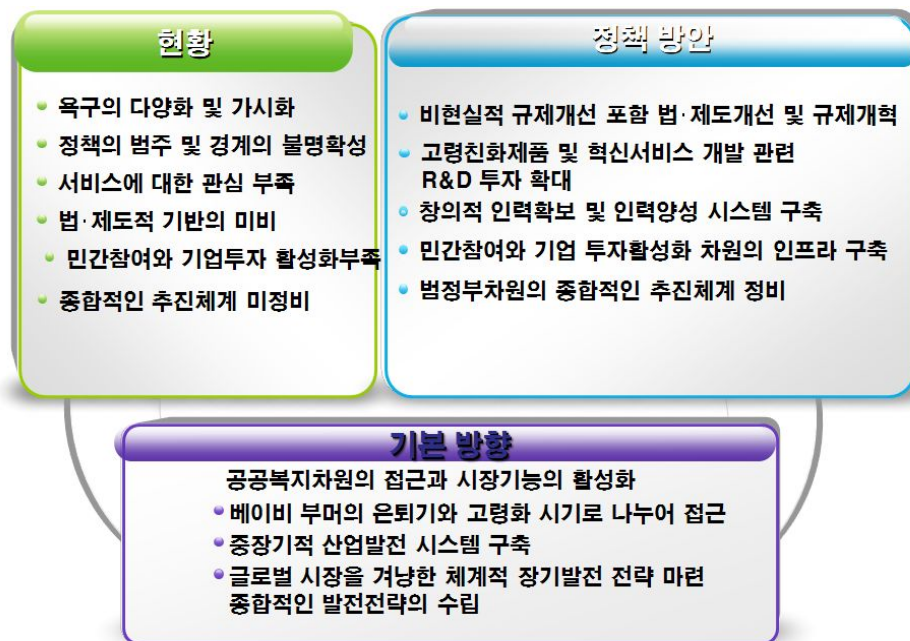 현황
욕구의 다양화 및 가시화
정책의 범주 및 경계의 불명확성
서비스에 대한 관심 부족
법·제도적 기반의 미비
민간참여와 기업투자 활성화부족
종합적인 추진체계 미정비
정책 방안
비현실적 규제개선 포함 법·제도개선 및 규제개혁
고령친화제품 및 혁신서비스 개발 관련
R&D 투자 확대
창의적 인력확보 및 인력양성 시스템 구축
민간참여와 기업 투자활성화 차원의 인프라 구축
범정부차원의 종합적인 추진체계 정비
기본 방향
공공복지차원의 접근과 시장기능의 활성화
베이비 부머의 은퇴기와 고령화 시기로 나누어 접근
중장기적 산업발전 시스템 구축
글로벌 시장을 겨냥한 체계적 장기발전 전략 마련
종합적인 발전전략의 수립